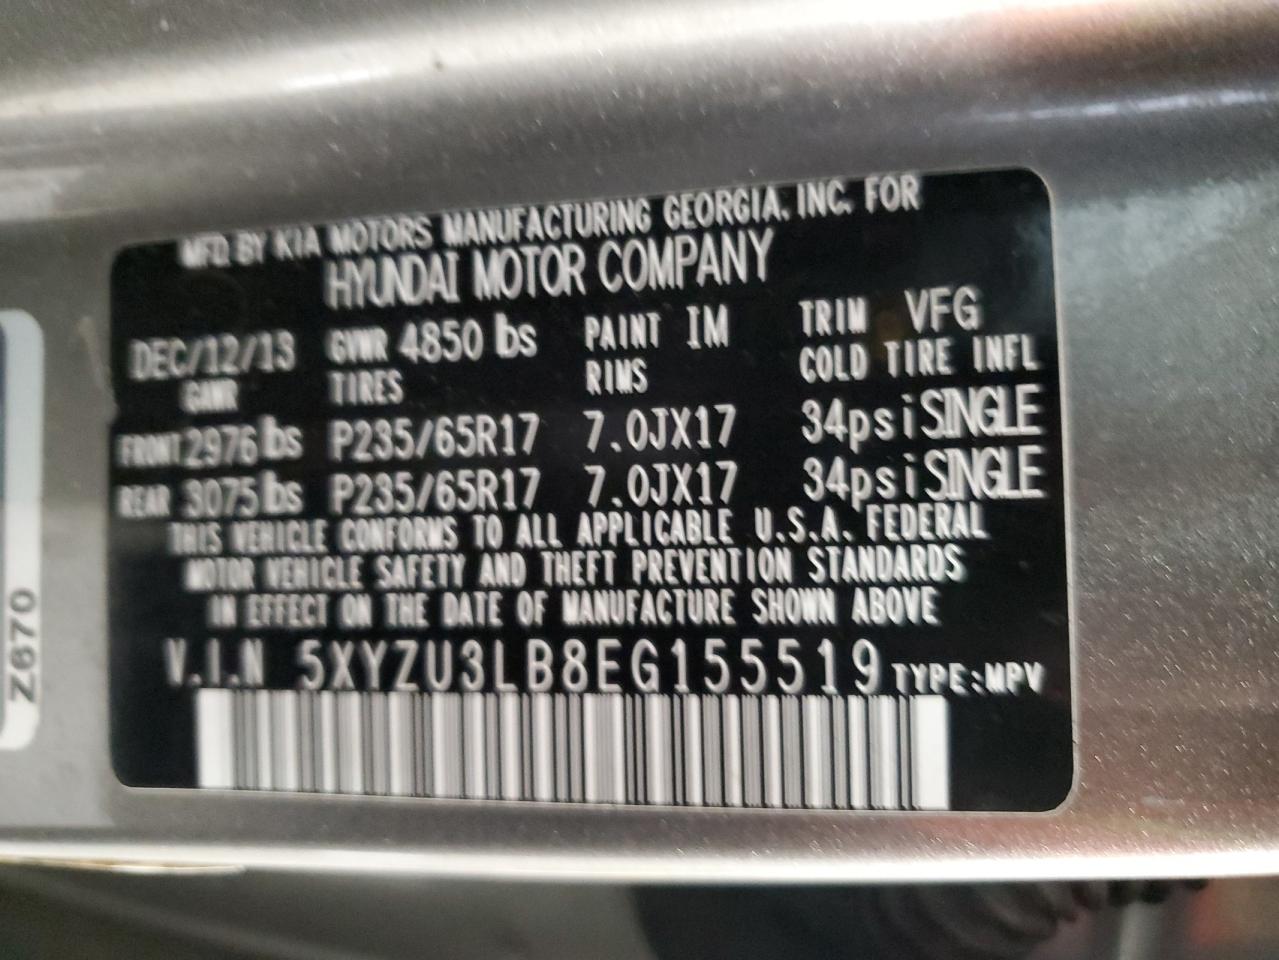 MFD BY KIA MOTORS MANUFACTURING GEORGIA, INC. FOR
HYUNDAI MOTOR COMPANY
DEC/12/13 GVWR 4850 lbs PAINT IM TRIM VFG
GAWR TIRES RIMS COLD TIRE INFL
FRONT 2976 lbs P235/65R17 7.0JX17 34psi SINGLE
REAR 3075 lbs P235/65R17 7.0JX17 34psi SINGLE
THIS VEHICLE CONFORMS TO ALL APPLICABLE U.S.A. FEDERAL
MOTOR VEHICLE SAFETY AND THEFT PREVENTION STANDARDS
IN EFFECT ON THE DATE OF MANUFACTURE SHOWN ABOVE
V.I.N 5XYZU3LB8EG155519 TYPE:MPV
Z670